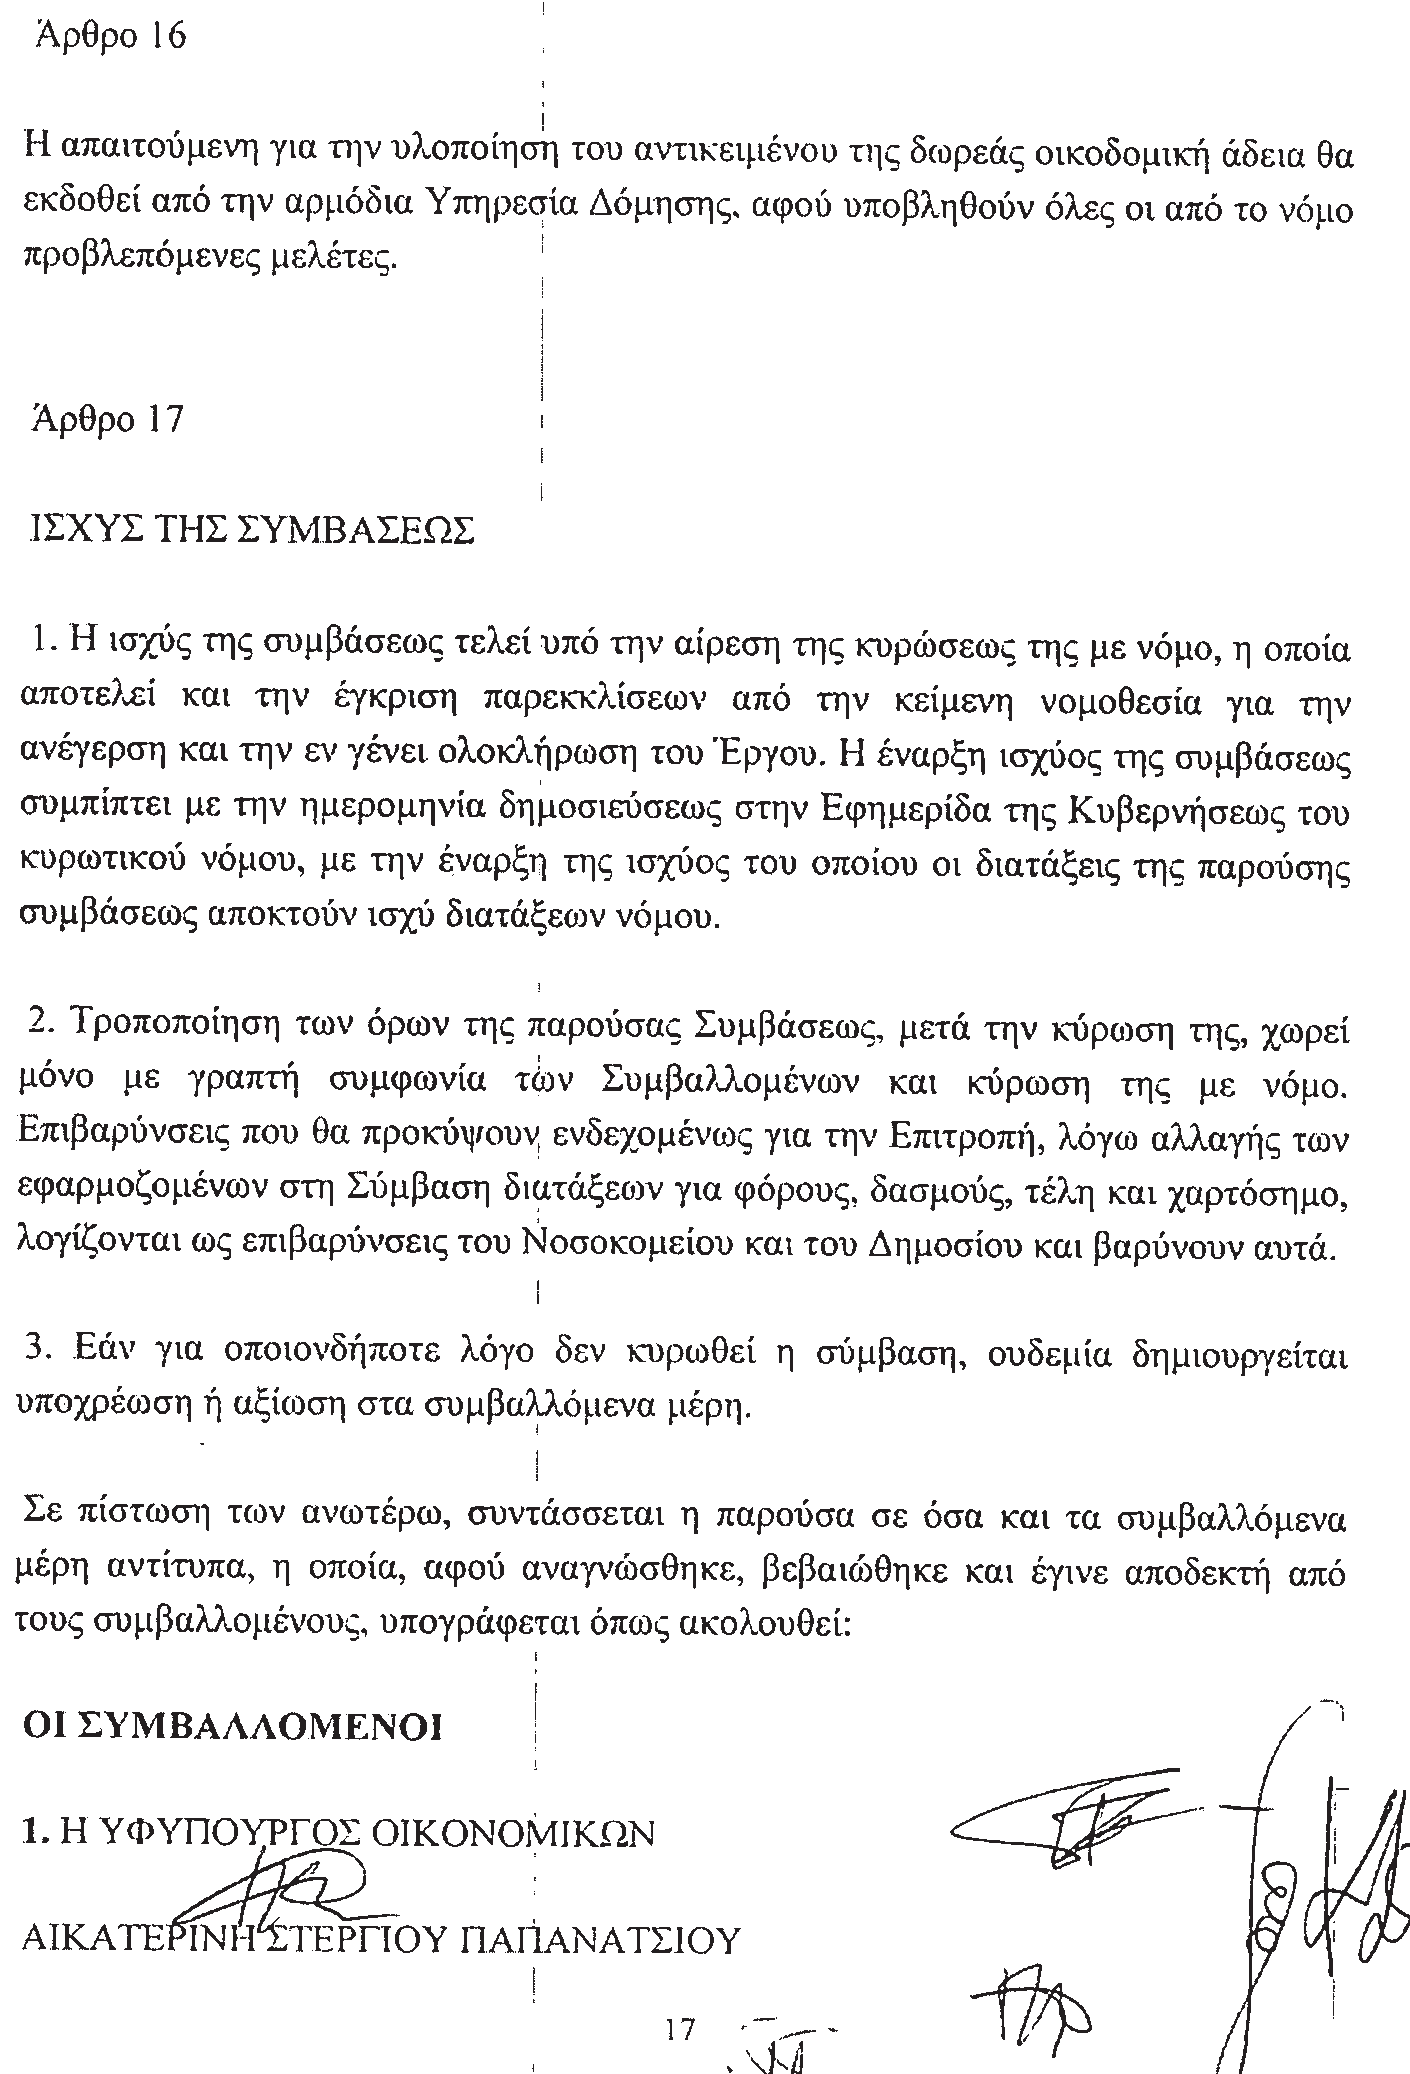 Άρθρο 16
Η απαιτούμενη για την υλοποίηση του αντικειμένου της δωρεάς οικοδομική άδεια θα
εκδοθεί από την αρμόδια Υπηρεσία Δόμησης, αφού υποβληθούν όλες οι από το νόμο
προβλεπόμενες μελέτες.
Άρθρο 17
ΙΣΧΥΣ ΤΗΣ ΣΥΜΒΑΣΕΩΣ
1. Η ισχύς της συμβάσεως τελεί υπό την αίρεση της κυρώσεως της με νόμο, η οποία
αποτελεί και την έγκριση παρεκκλίσεων από την κείμενη νομοθεσία για την
ανέγερση και την εν γένει ολοκλήρωση του Έργου. Η έναρξη ισχύος της συμβάσεως
συμπίπτει με την ημερομηνία δημοσιεύσεως στην Εφημερίδα της Κυβερνήσεως του
κυρωτικού νόμου, με την έναρξη της ισχύος του οποίου οι διατάξεις της παρούσης
συμβάσεως αποκτούν ισχύ διατάξεων νόμου.
2. Τροποποίηση των όρων της παρούσας Συμβάσεως, μετά την κύρωση της, χωρεί
μόνο με γραπτή συμφωνία των Συμβαλλομένων και κύρωση της με νόμο.
Επιβαρύνσεις που θα προκύψουν ενδεχομένως για την Επιτροπή, λόγω αλλαγής των
εφαρμοζομένων στη Σύμβαση διατάξεων για φόρους, δασμούς, τέλη και χαρτόσημο,
λογίζονται ως επιβαρύνσεις του Νοσοκομείου και του Δημοσίου και βαρύνουν αυτά.
3. Εάν για οποιονδήποτε λόγο δεν κυρωθεί η σύμβαση, ουδεμία δημιουργείται
υποχρέωση ή αξίωση στα συμβαλλόμενα μέρη.
Σε πίστωση των ανωτέρω, συντάσσεται η παρούσα σε όσα και τα συμβαλλόμενα
μέρη αντίτυπα, η οποία, αφού αναγνώσθηκε, βεβαιώθηκε και έγινε αποδεκτή από
τους συμβαλλομένους, υπογράφεται όπως ακολουθεί:
ΟΙ ΣΥΜΒΑΛΛΟΜΕΝΟΙ
1. Η ΥΦΥΠΟΥΡΓΟΣ ΟΙΚΟΝΟΜΙΚΩΝ
ΑΙΚΑΤΕΡΙΝΗ ΣΤΕΡΓΙΟΥ ΠΑΠΑΝΑΤΣΙΟΥ
17